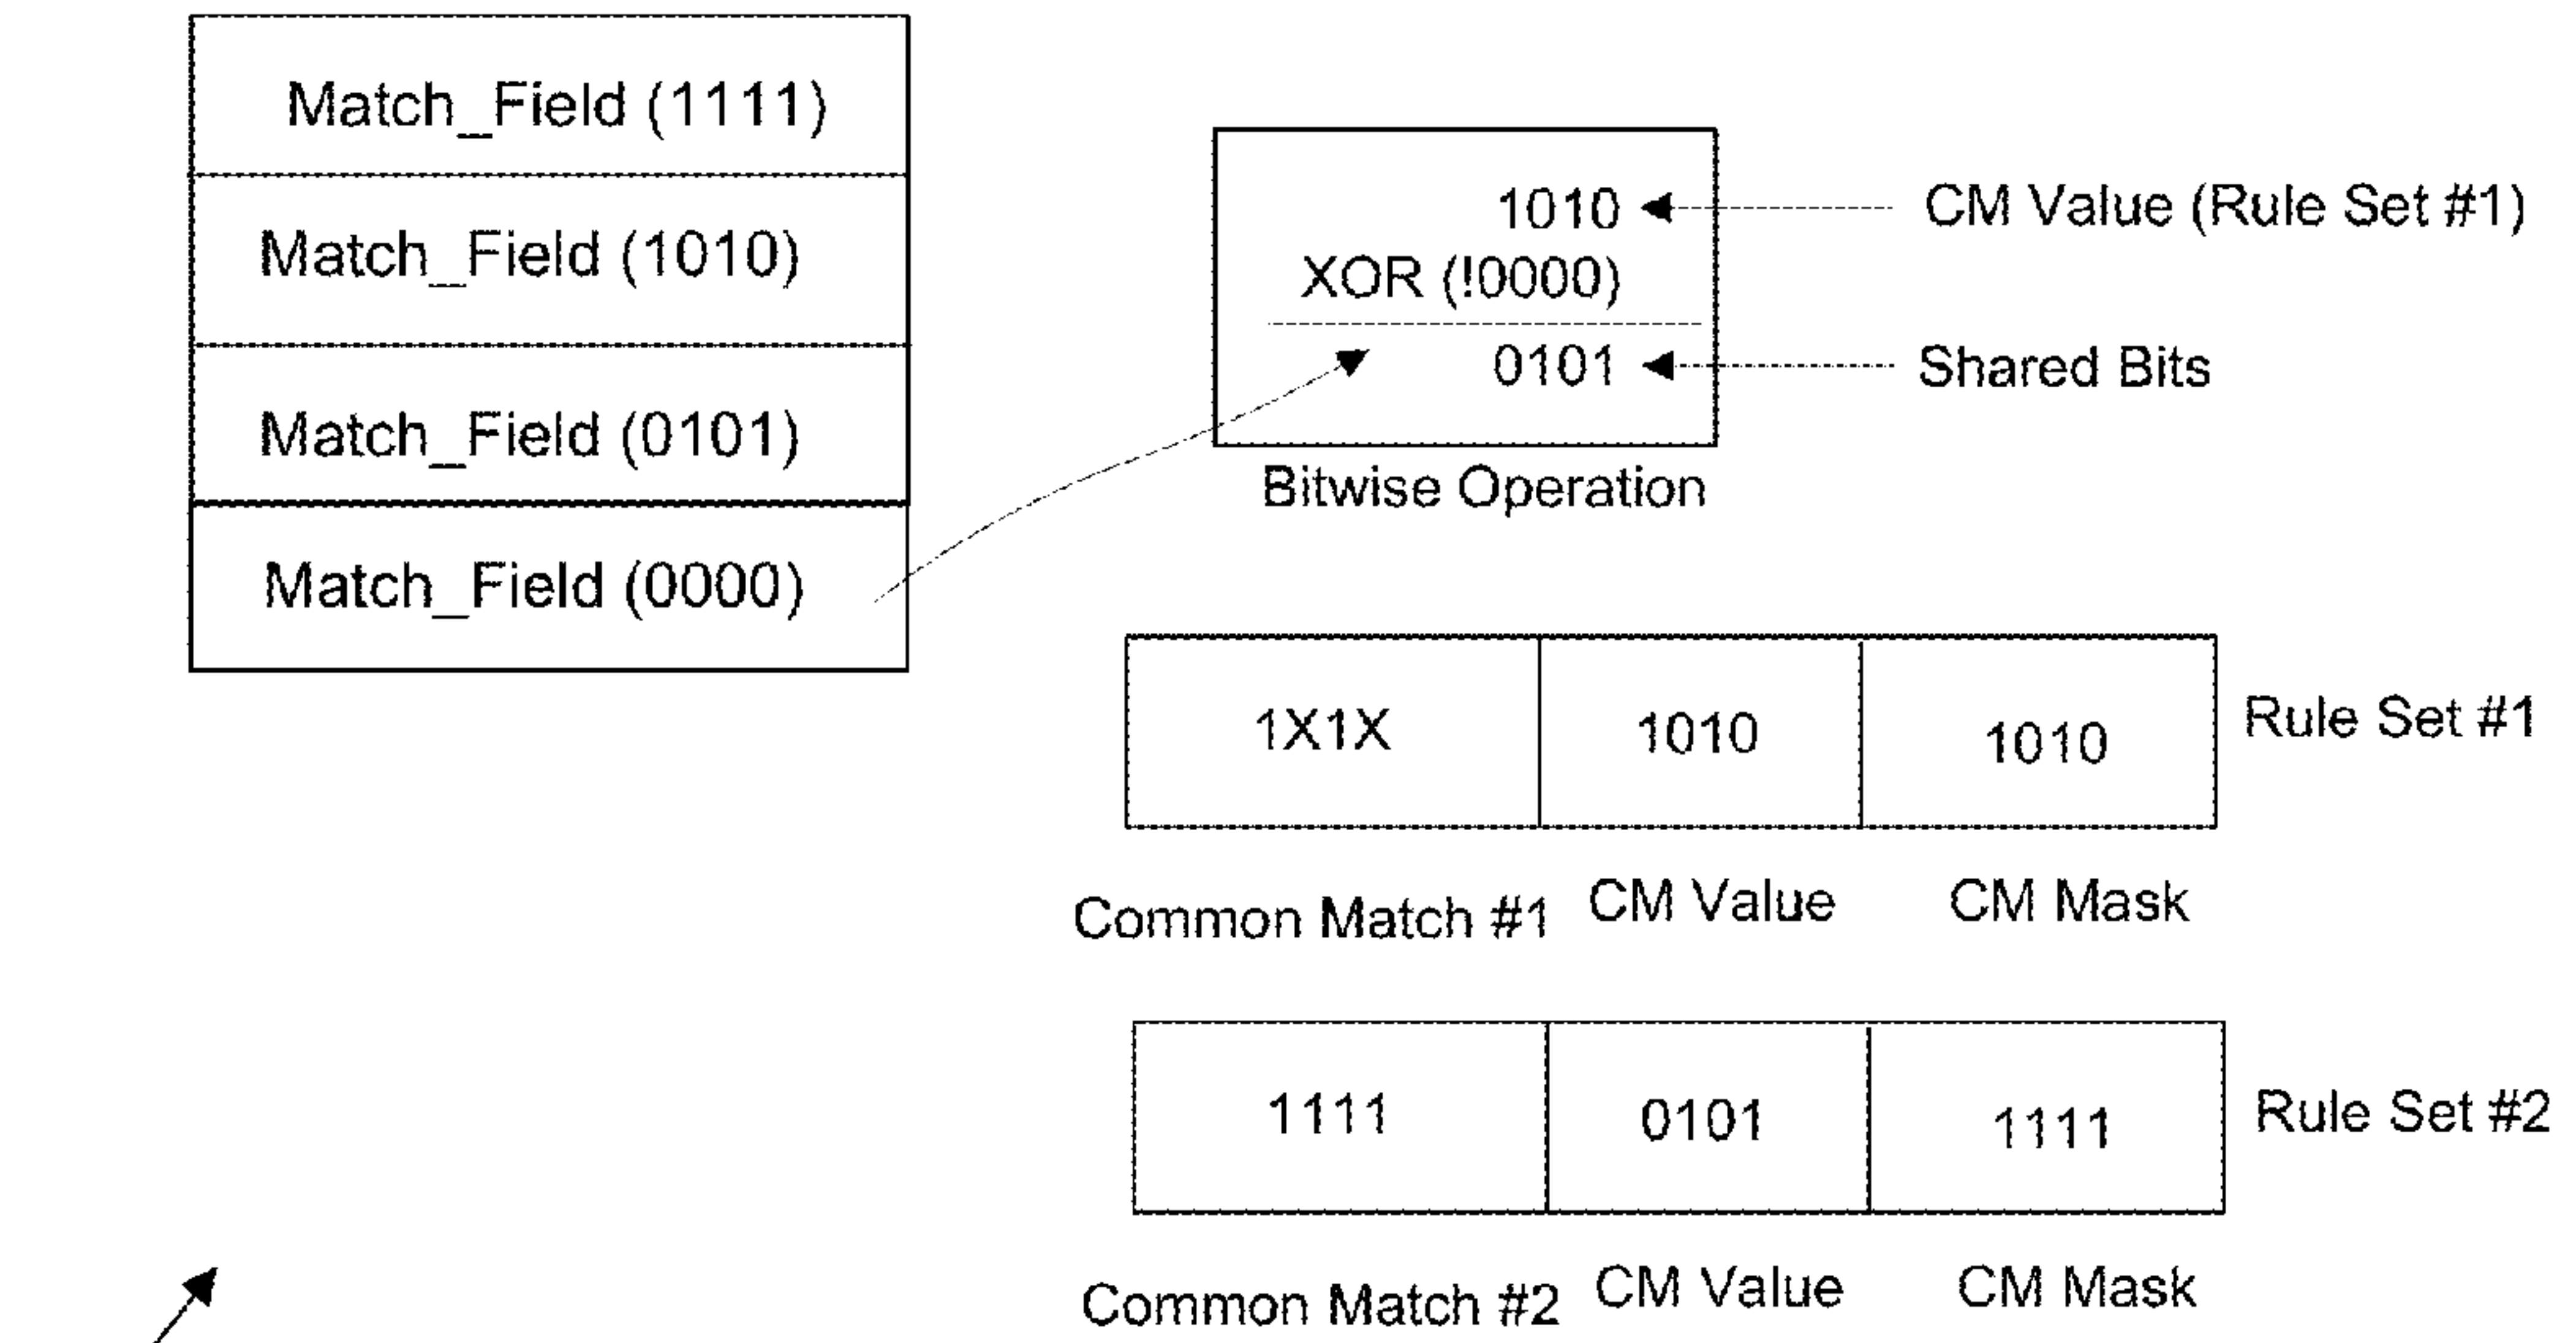 Match_Field (1111)
Match_Field (1010)
Match_Field (0101)
Match_Field (0000)
1010
XOR (!0000)
0101
CM Value (Rule Set #1)
Shared Bits
Bitwise Operation
1X1X 1010 1010 Rule Set #1
Common Match #1 CM Value CM Mask
1111 0101 1111 Rule Set #2
Common Match #2 CM Value CM Mask